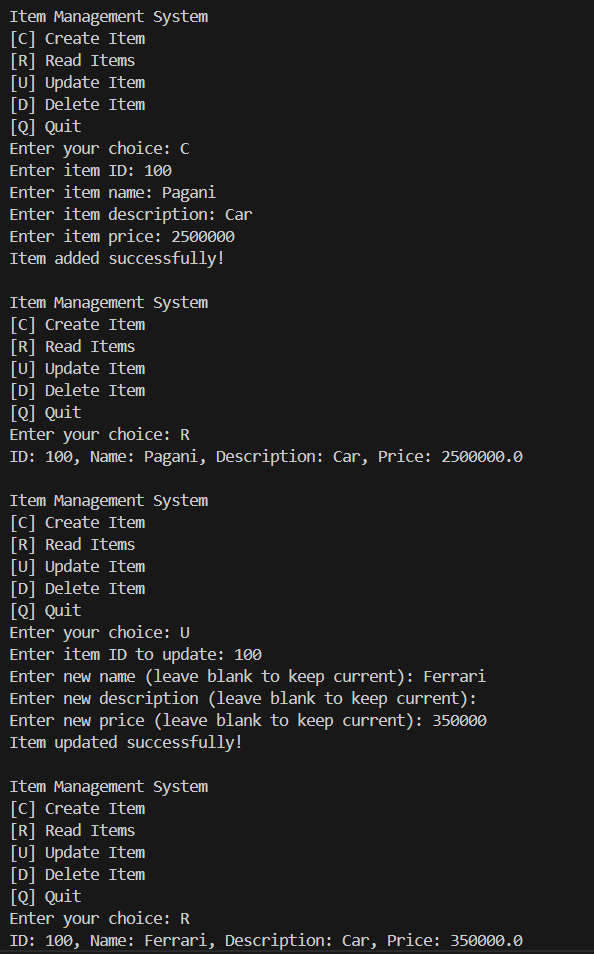 Item Management System
[C] Create Item
[R] Read Items
[U] Update Item
[D] Delete Item
[Q] Quit
Enter your choice: C
Enter item ID: 100
Enter item name: Pagani
Enter item description: Car
Enter item price: 2500000
Item added successfully!

Item Management System
[C] Create Item
[R] Read Items
[U] Update Item
[D] Delete Item
[Q] Quit
Enter your choice: R
ID: 100, Name: Pagani, Description: Car, Price: 2500000.0

Item Management System
[C] Create Item
[R] Read Items
[U] Update Item
[D] Delete Item
[Q] Quit
Enter your choice: U
Enter item ID to update: 100
Enter new name (leave blank to keep current): Ferrari
Enter new description (leave blank to keep current):
Enter new price (leave blank to keep current): 350000
Item updated successfully!

Item Management System
[C] Create Item
[R] Read Items
[U] Update Item
[D] Delete Item
[Q] Quit
Enter your choice: R
ID: 100, Name: Ferrari, Description: Car, Price: 350000.0